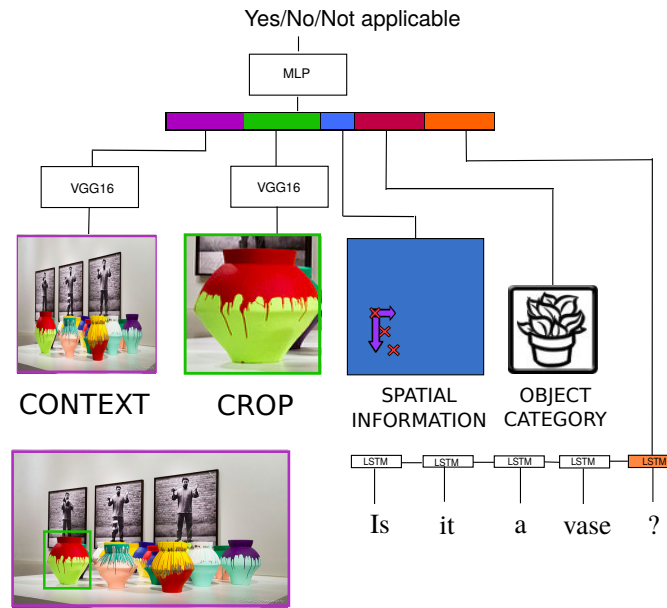 Yes/No/Not applicable
MLP
VGG16
VGG16
CONTEXT
CROP
SPATIAL
INFORMATION
OBJECT
CATEGORY
LSTM LSTM LSTM LSTM LSTM
Is it a vase ?